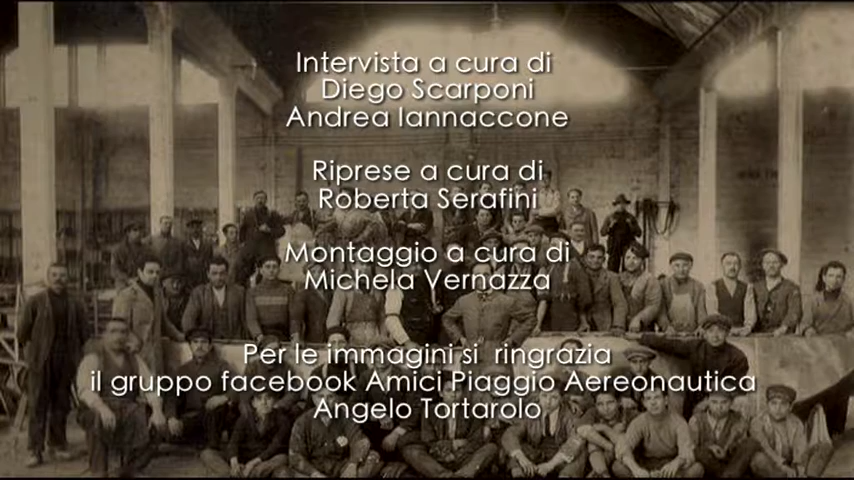 Intervista a cura di
Diego Scarponi
Andrea Iannaccone
Riprese a cura di
Roberta Serafini
Montaggio a cura di
Michela Vernazza
Per le immagini si ringrazia
il gruppo facebook Amici Piaggio Aereonautica
Angelo Tortarolo